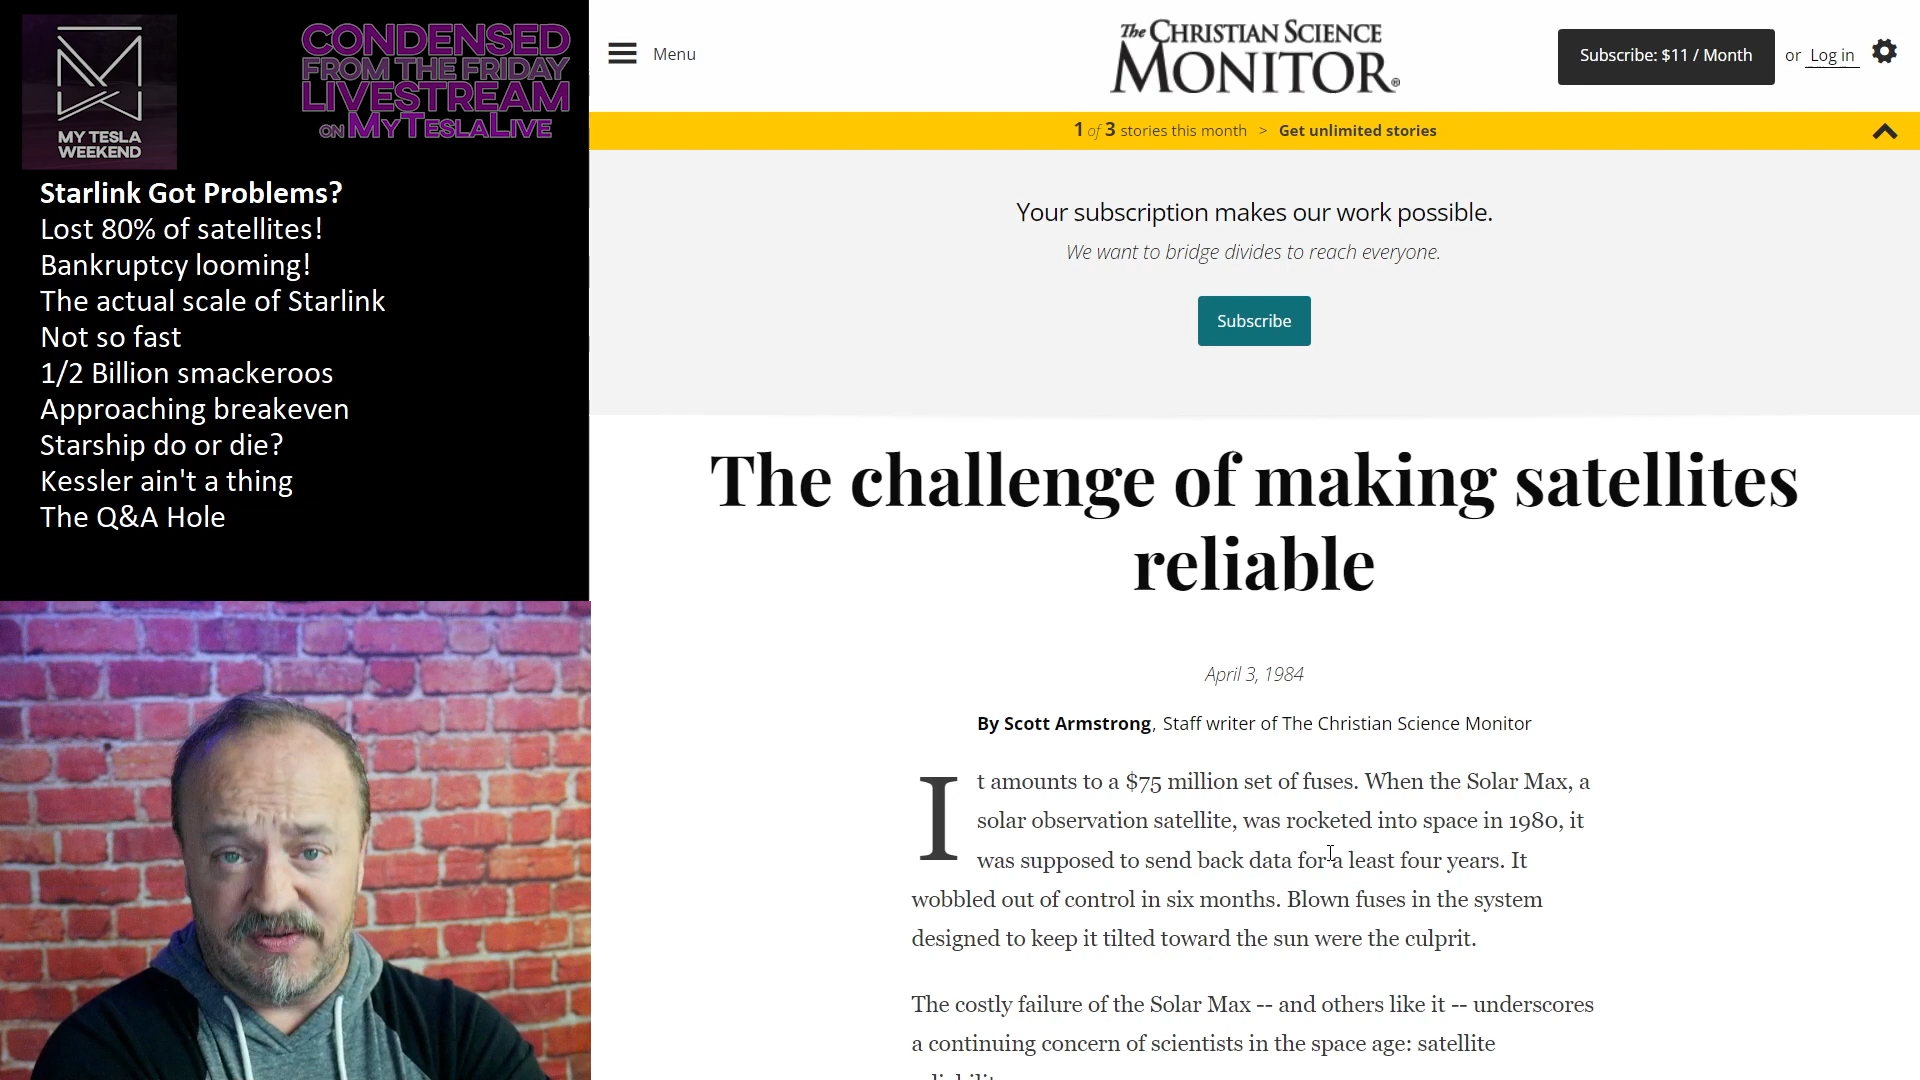 MY TESLA
WEEKEND
CONDENSED
FROM THE FRIDAY
LIVESTREAM
ON MYTESLALIVE
Starlink Got Problems?
Lost 80% of satellites!
Bankruptcy looming!
The actual scale of Starlink
Not so fast
1/2 Billion smackeroos
Approaching breakeven
Starship do or die?
Kessler ain't a thing
The Q&A Hole
Menu
The CHRISTIAN SCIENCE
MONITOR®
Subscribe: $11 / Month
or Log in
1 of 3 stories this month > Get unlimited stories
Your subscription makes our work possible.
We want to bridge divides to reach everyone.
Subscribe
The challenge of making satellites
reliable
April 3, 1984
By Scott Armstrong, Staff writer of The Christian Science Monitor
It amounts to a $75 million set of fuses. When the Solar Max, a
solar observation satellite, was rocketed into space in 1980, it
was supposed to send back data for a least four years. It
wobbled out of control in six months. Blown fuses in the system
designed to keep it tilted toward the sun were the culprit.
The costly failure of the Solar Max -- and others like it -- underscores
a continuing concern of scientists in the space age: satellite